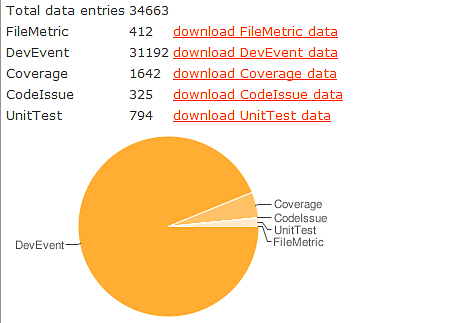 Total data entries 34663
FileMetric 412 download FileMetric data
DevEvent 31192 download DevEvent data
Coverage 1642 download Coverage data
CodeIssue 325 download CodeIssue data
UnitTest 794 download UnitTest data
Coverage
CodeIssue
UnitTest
FileMetric
DevEvent